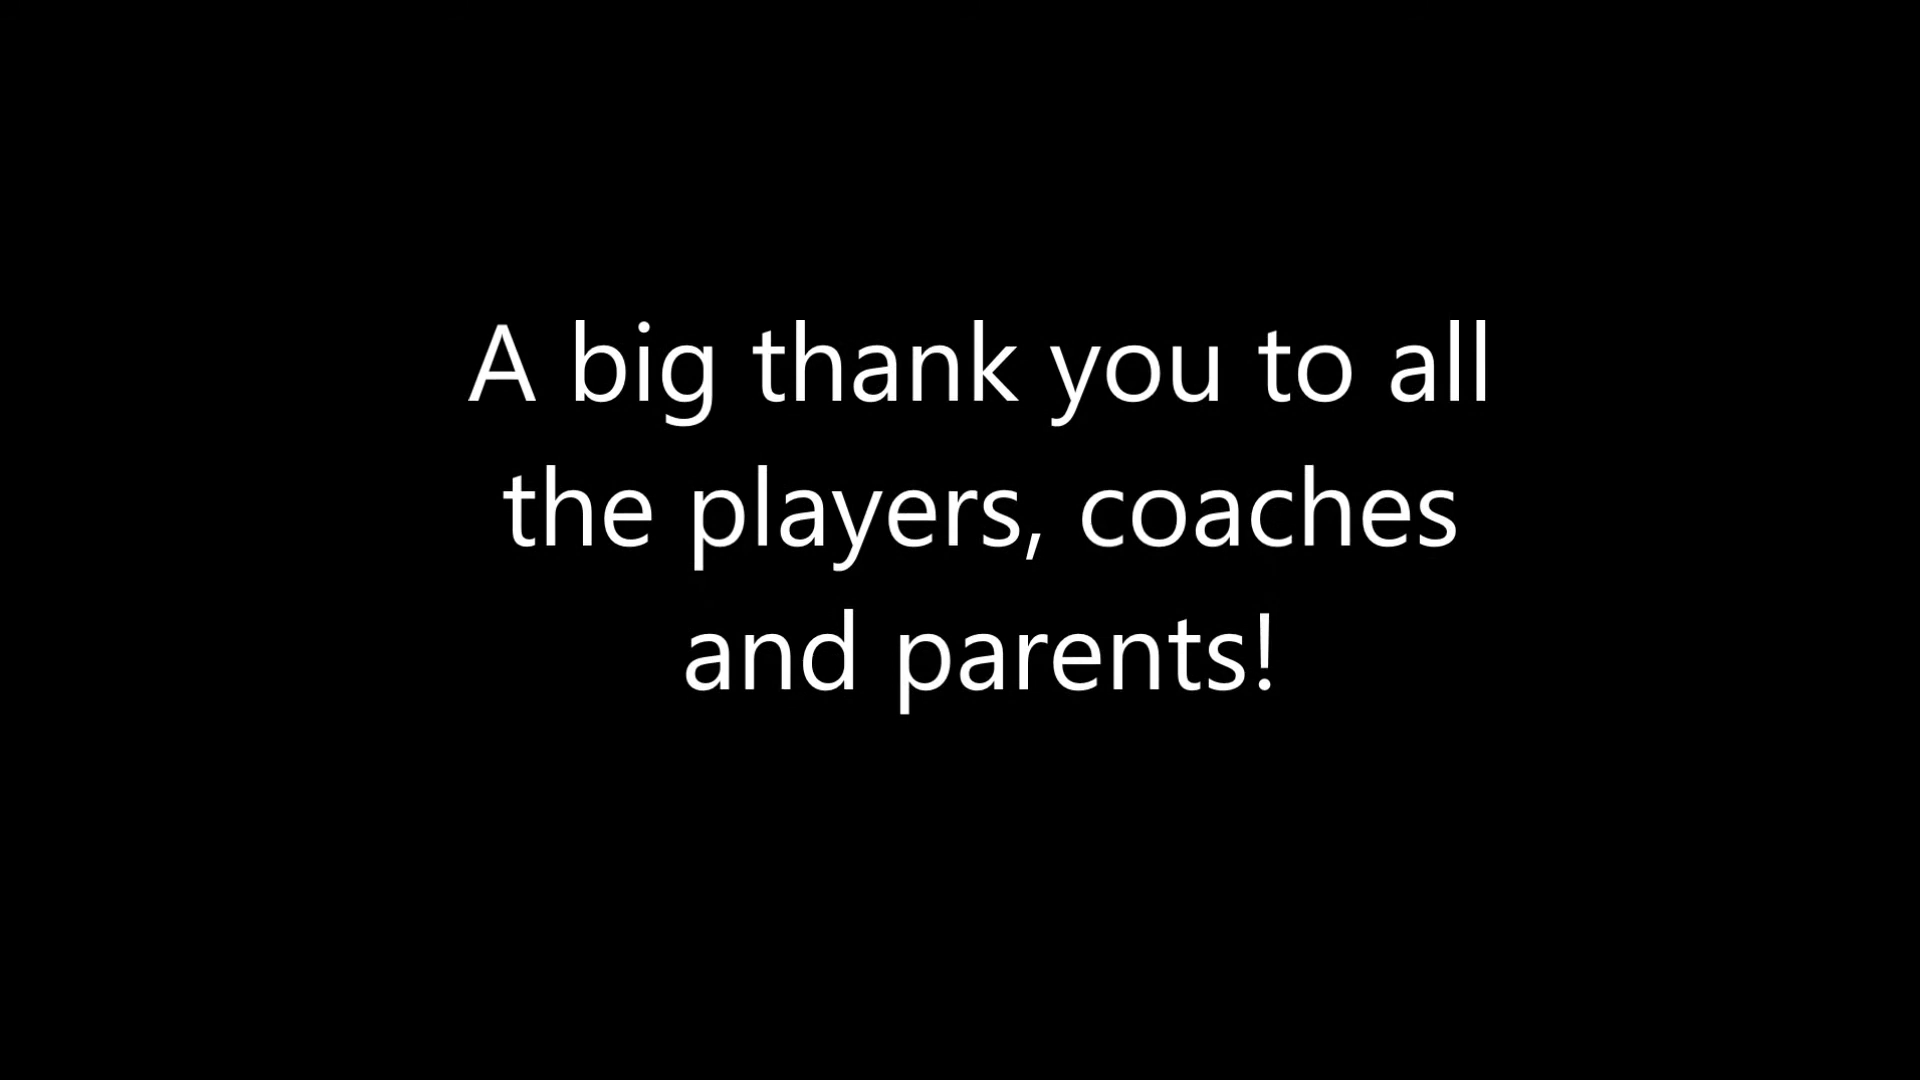 A big thank you to all
the players, coaches
and parents!